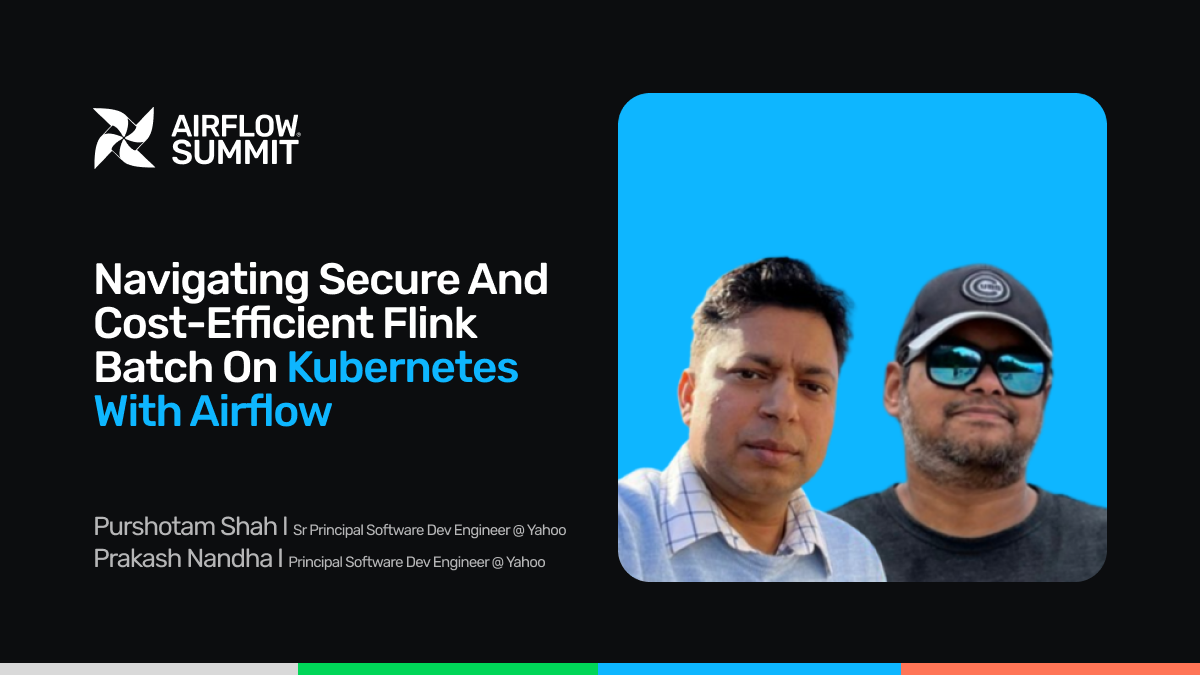 AIRFLOW
SUMMIT
Navigating Secure And
Cost-Efficient Flink
Batch On Kubernetes
With Airflow
Purshotam Shah | Sr Principal Software Dev Engineer @ Yahoo
Prakash Nandha | Principal Software Dev Engineer @ Yahoo